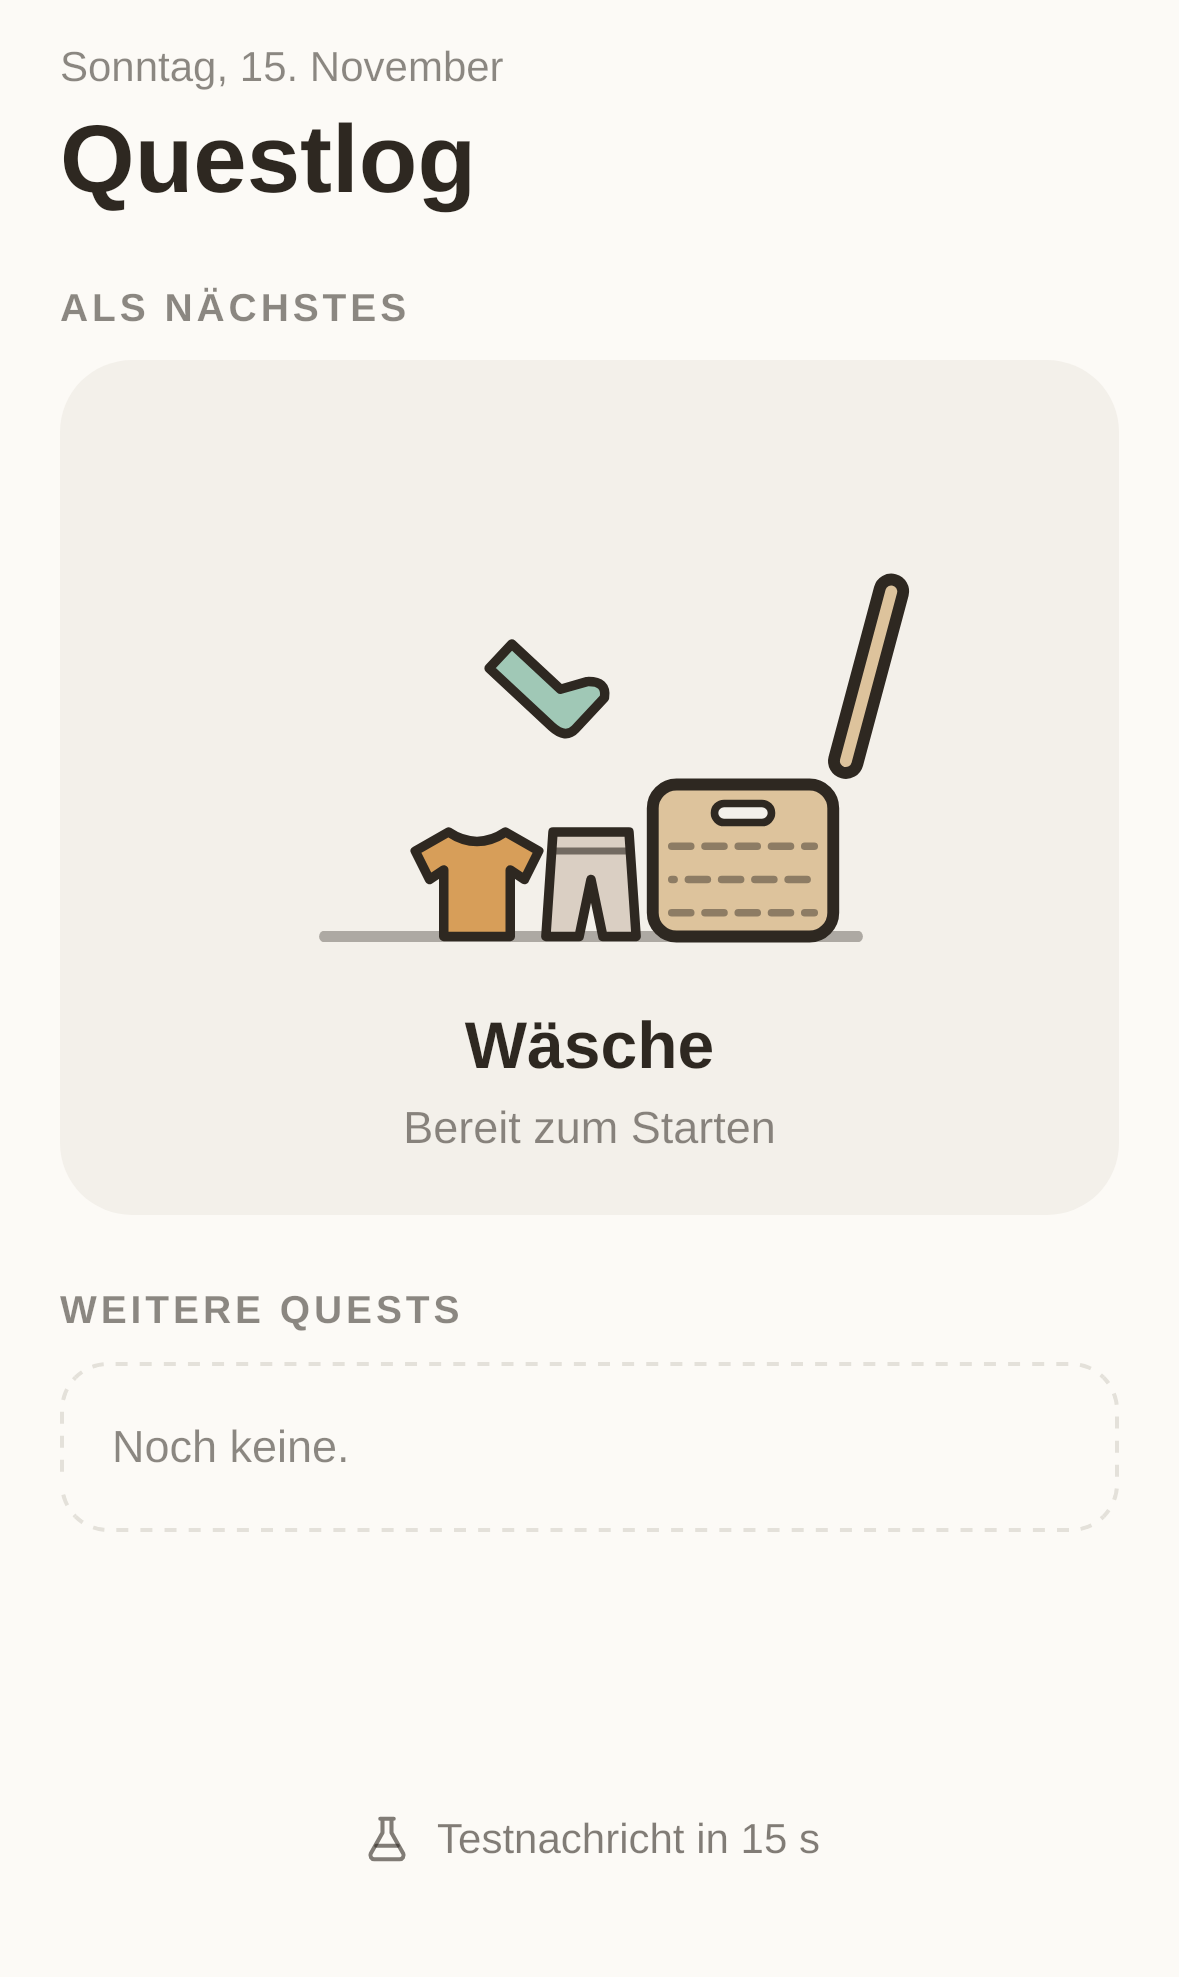 Sonntag, 15. November
Questlog
ALS NÄCHSTES
Wäsche
Bereit zum Starten
WEITERE QUESTS
Noch keine.
Testnachricht in 15 s